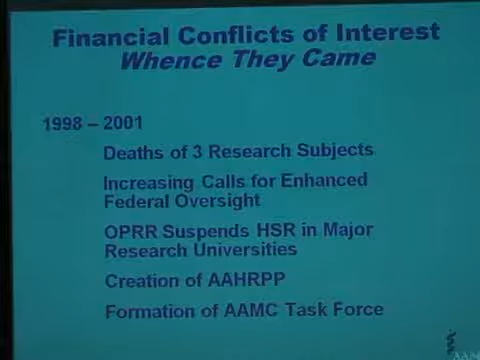 Financial Conflicts of Interest
Whence They Came
1998 – 2001
Deaths of 3 Research Subjects
Increasing Calls for Enhanced
Federal Oversight
OPRR Suspends HSR in Major
Research Universities
Creation of AAHRPP
Formation of AAMC Task Force